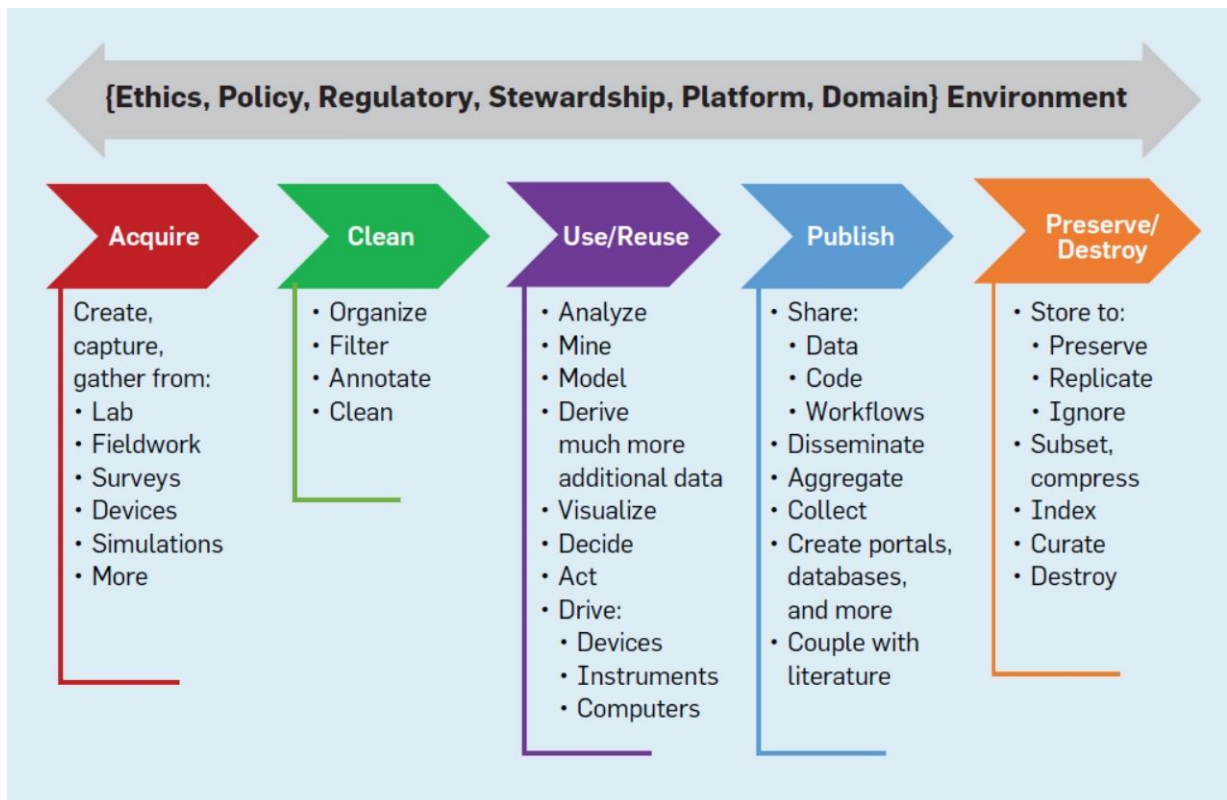 {Ethics, Policy, Regulatory, Stewardship, Platform, Domain} Environment
Acquire
Create,
capture,
gather from:
• Lab
• Fieldwork
• Surveys
• Devices
• Simulations
• More
Clean
• Organize
• Filter
• Annotate
• Clean
Use/Reuse
• Analyze
• Mine
• Model
• Derive
much more
additional data
• Visualize
• Decide
• Act
• Drive:
• Devices
• Instruments
• Computers
Publish
• Share:
• Data
• Code
• Workflows
• Disseminate
• Aggregate
• Collect
• Create portals,
databases,
and more
• Couple with
literature
Preserve/
Destroy
• Store to:
• Preserve
• Replicate
• Ignore
• Subset,
compress
• Index
• Curate
• Destroy